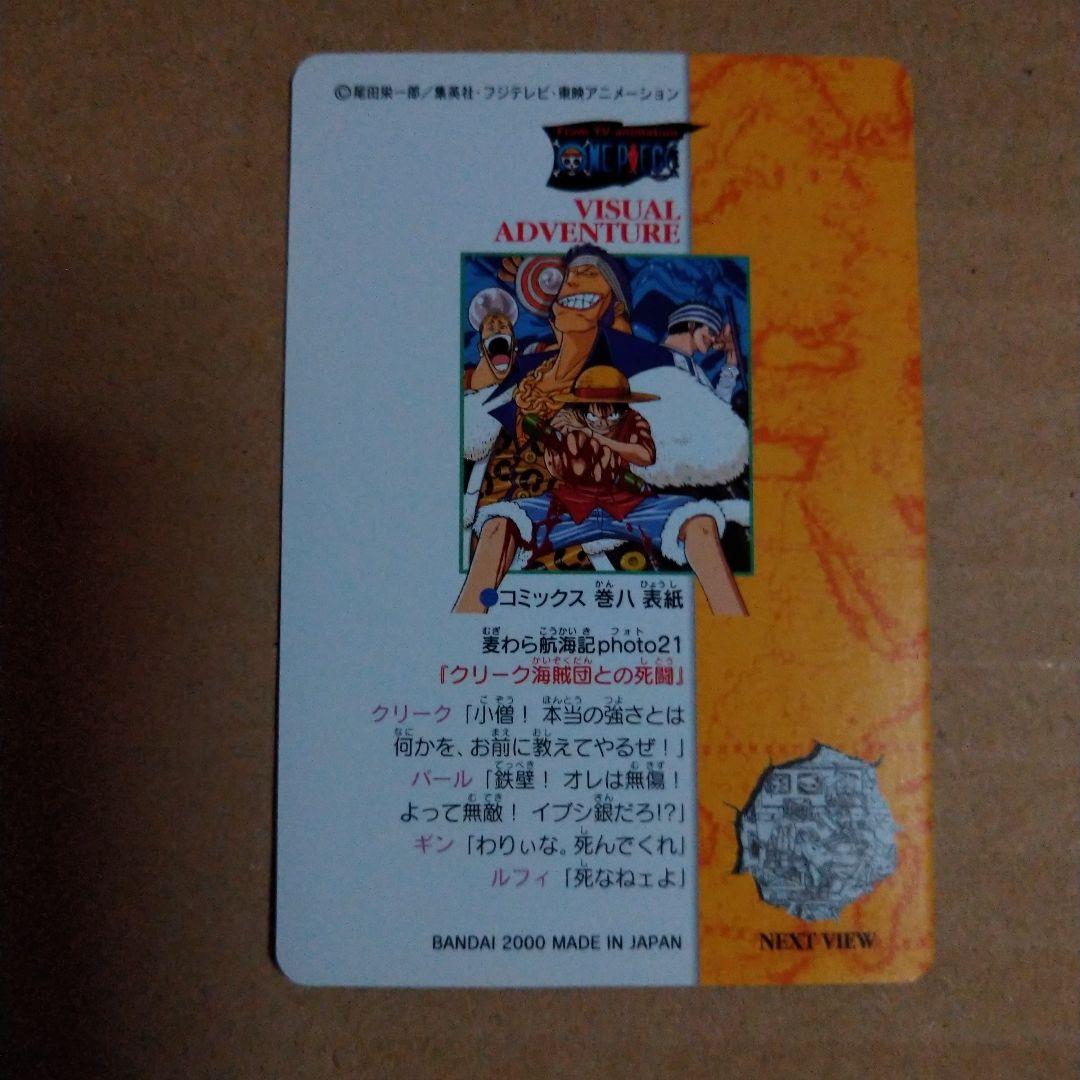 ©尾田栄一郎/集英社・フジテレビ・東映アニメーション
From TV animation
ONE PIECE
VISUAL
ADVENTURE
●コミックス 巻八 表紙
麦わら航海記photo21
『クリーク海賊団との死闘』
クリーク「小僧! 本当の強さとは
何かを、お前に教えてやるぜ!」
パール「鉄壁! オレは無傷!
よって無敵! イブシ銀だろ!?」
ギン「わりぃな。死んでくれ」
ルフィ「死なねェよ」
BANDAI 2000 MADE IN JAPAN
NEXT VIEW